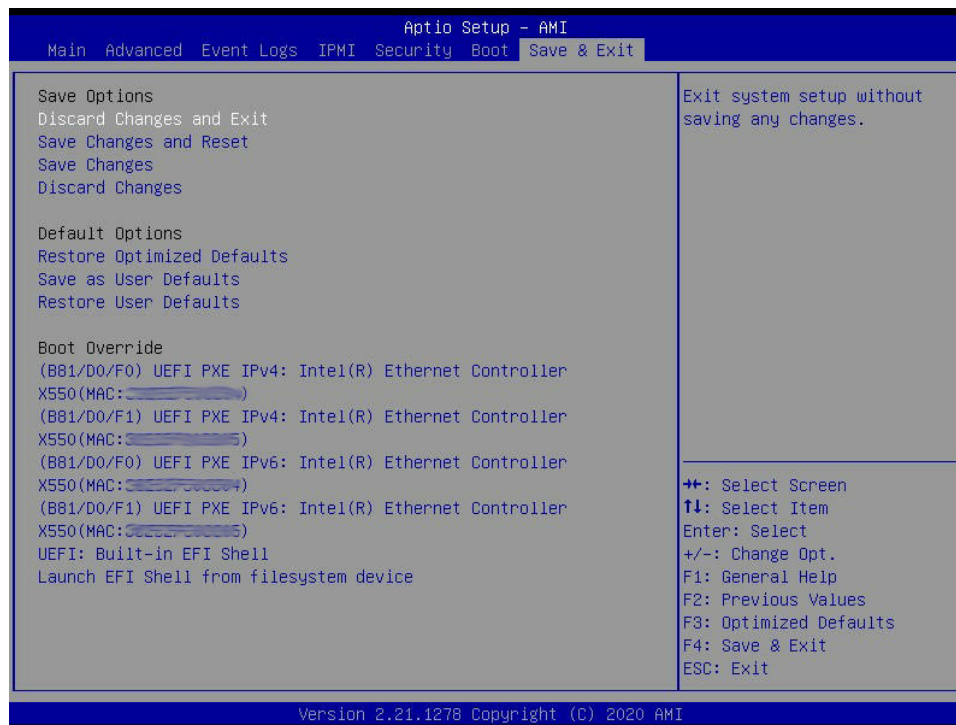 Aptio Setup – AMI
Main Advanced Event Logs IPMI Security Boot Save & Exit
Save Options
Discard Changes and Exit
Save Changes and Reset
Save Changes
Discard Changes
Default Options
Restore Optimized Defaults
Save as User Defaults
Restore User Defaults
Boot Override
(B81/D0/F0) UEFI PXE IPv4: Intel(R) Ethernet Controller
X550(MAC:)
(B81/D0/F1) UEFI PXE IPv4: Intel(R) Ethernet Controller
X550(MAC:)
(B81/D0/F0) UEFI PXE IPv6: Intel(R) Ethernet Controller
X550(MAC:)
(B81/D0/F1) UEFI PXE IPv6: Intel(R) Ethernet Controller
X550(MAC:)
UEFI: Built-in EFI Shell
Launch EFI Shell from filesystem device
Exit system setup without
saving any changes.
→←: Select Screen
↑↓: Select Item
Enter: Select
+/-: Change Opt.
F1: General Help
F2: Previous Values
F3: Optimized Defaults
F4: Save & Exit
ESC: Exit
Version 2.21.1278 Copyright (C) 2020 AMI